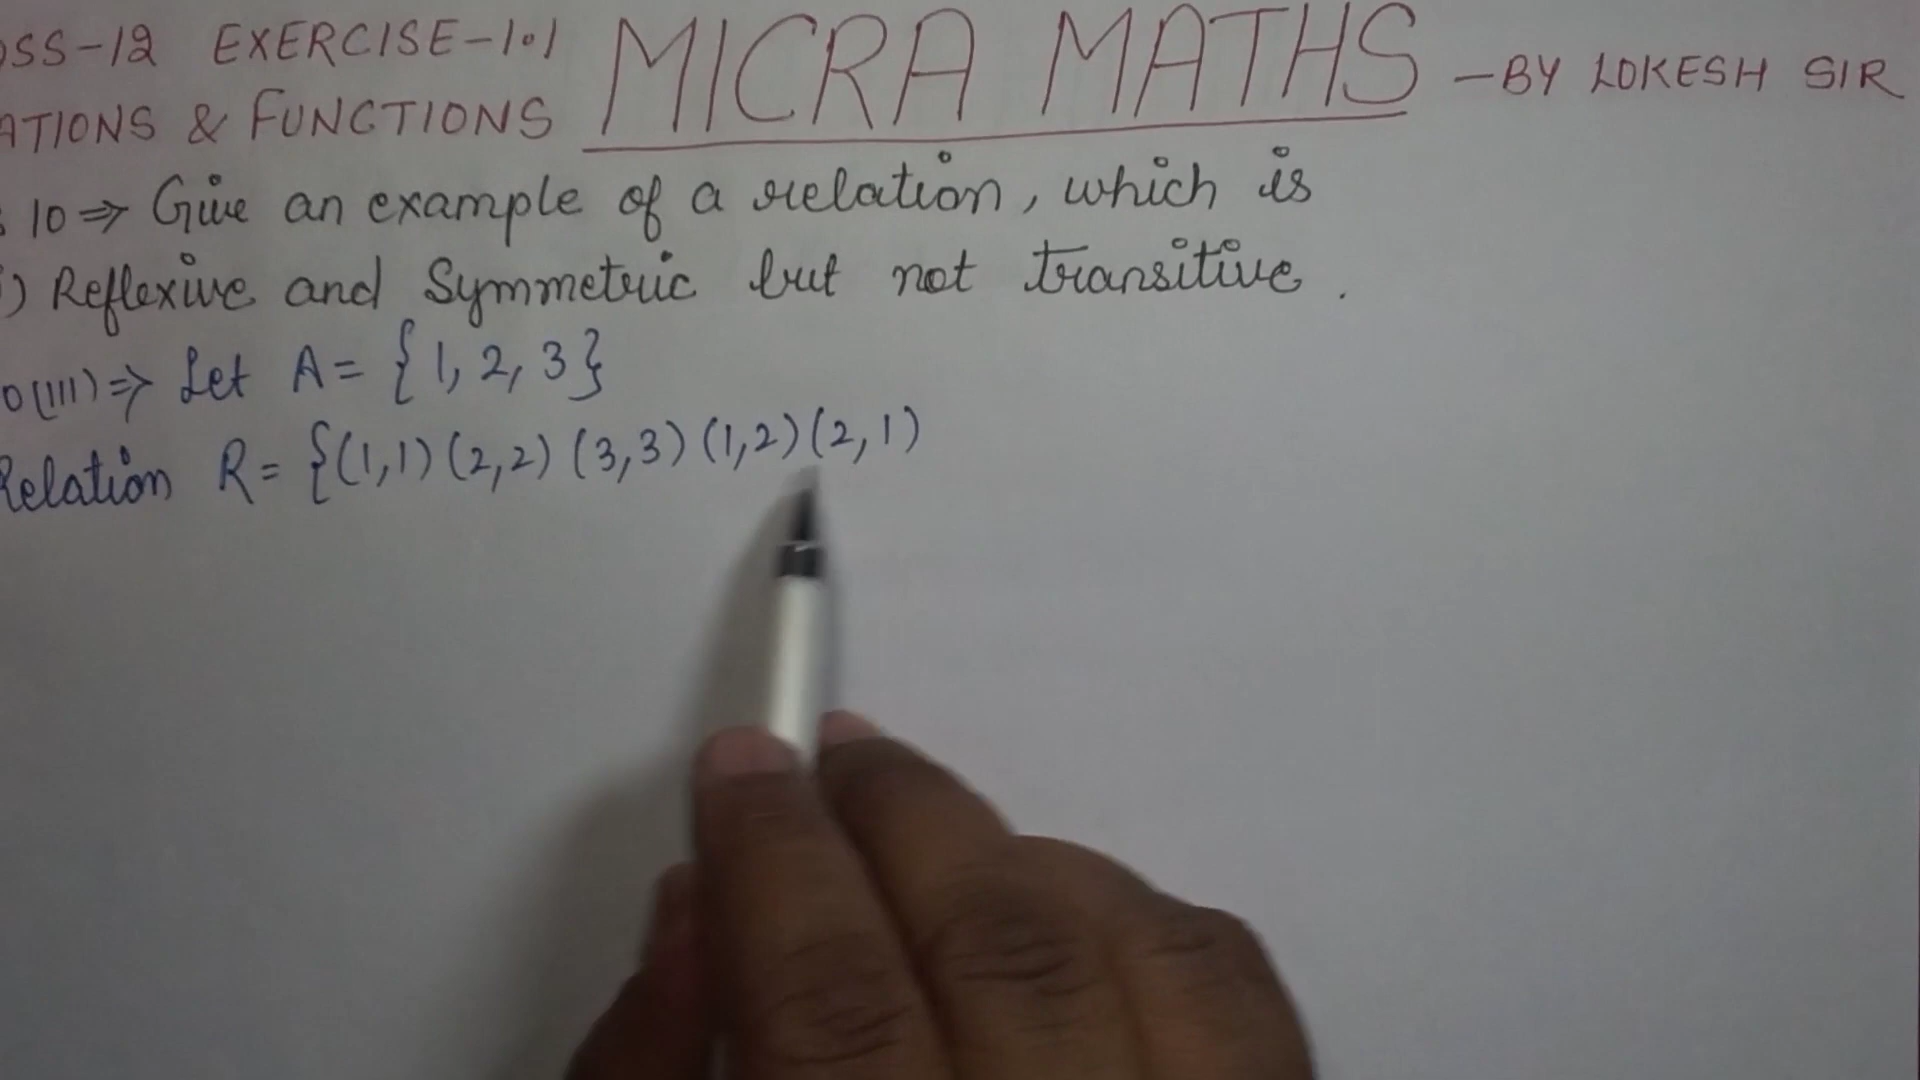 SS-12 EXERCISE-1.1 MICRA MATHS -BY LOKESH SIR
ATIONS & FUNCTIONS
10⇒ Give an example of a relation, which is
) Reflexive and Symmetric but not transitive.
0(III)⇒ Let A = {1, 2, 3}
Relation R = {(1,1) (2,2) (3,3) (1,2) (2,1)